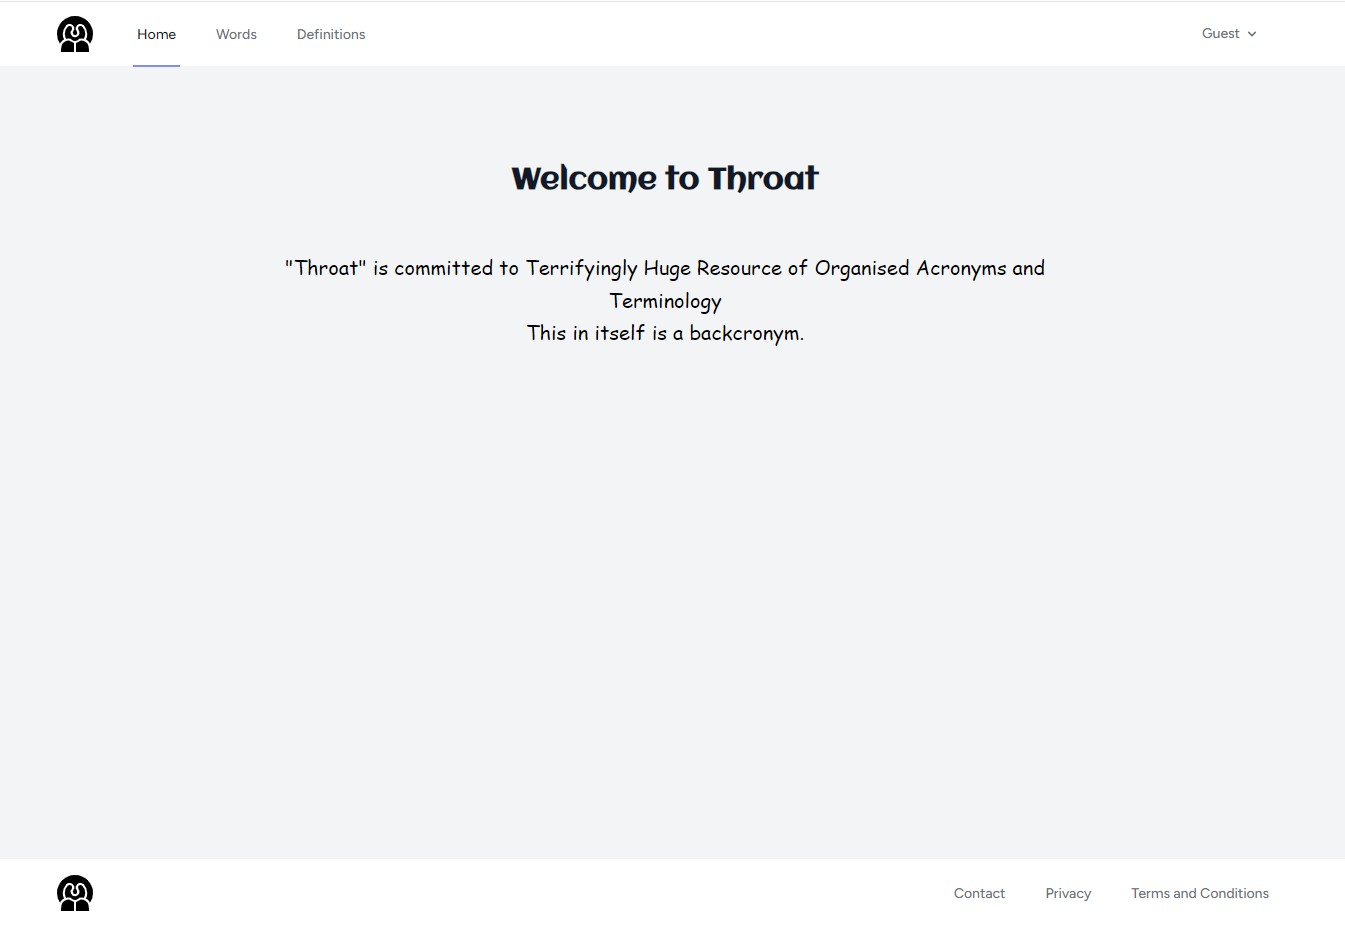 Home Words Definitions Guest
Welcome to Throat
"Throat" is committed to Terrifyingly Huge Resource of Organised Acronyms and
Terminology
This in itself is a backcronym.
Contact Privacy Terms and Conditions